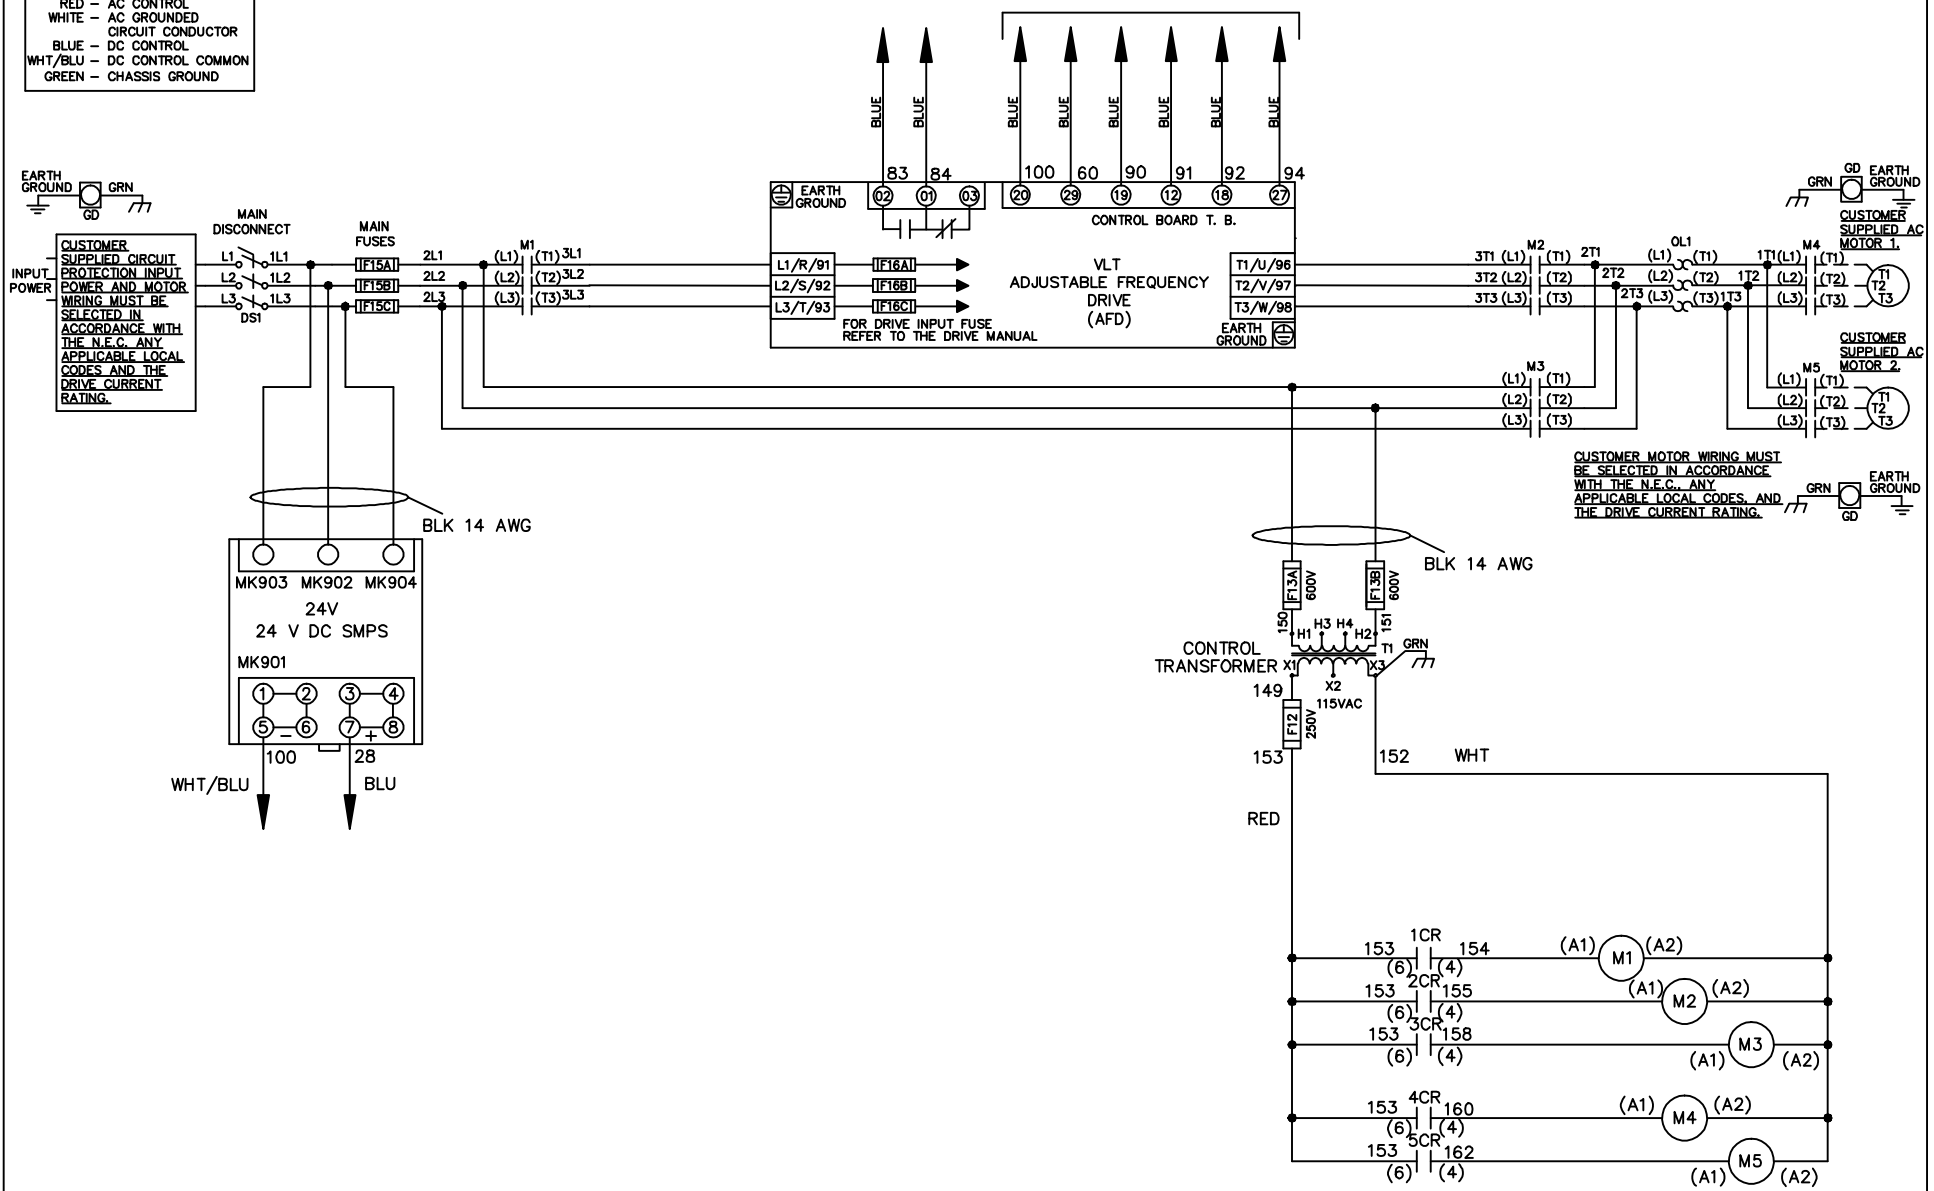 RED – AC CONTROL
WHITE – AC GROUNDED
CIRCUIT CONDUCTOR
BLUE – DC CONTROL
WHT/BLU – DC CONTROL COMMON
GREEN – CHASSIS GROUND
BLUE BLUE BLUE BLUE BLUE BLUE BLUE BLUE
83 84 100 60 90 91 92 94
EARTH
GROUND
GRN
GD
EARTH
GROUND
02 01 03
20 29 19 12 18 27
CONTROL BOARD T. B.
GRN
GD
EARTH
GROUND
MAIN
DISCONNECT
MAIN
FUSES
INPUT
POWER
CUSTOMER
SUPPLIED CIRCUIT
PROTECTION INPUT
POWER AND MOTOR
WIRING MUST BE
SELECTED IN
ACCORDANCE WITH
THE N.E.C. ANY
APPLICABLE LOCAL
CODES AND THE
DRIVE CURRENT
RATING.
M1
L1 1L1 F15A 2L1 (L1) (T1) 3L1 L1/R/91 F16A
L2 1L2 F15B 2L2 (L2) (T2) 3L2 L2/S/92 F16B
L3 1L3 F15C 2L3 (L3) (T3) 3L3 L3/T/93 F16C
DS1
FOR DRIVE INPUT FUSE
REFER TO THE DRIVE MANUAL
VLT
ADJUSTABLE FREQUENCY
DRIVE
(AFD)
CUSTOMER
SUPPLIED AC
MOTOR 1.
M2 OL1 M4
T1/U/96 3T1 (L1) (T1) 2T1 (L1) (T1) 1T1 (L1) (T1) T1
T2/V/97 3T2 (L2) (T2) 2T2 (L2) (T2) 1T2 (L2) (T2) T2
T3/W/98 3T3 (L3) (T3) 2T3 (L3) (T3) 1T3 (L3) (T3) T3
EARTH
GROUND
CUSTOMER
SUPPLIED AC
MOTOR 2.
M3 M5
(L1) (T1) (L1) (T1) T1
(L2) (T2) (L2) (T2) T2
(L3) (T3) (L3) (T3) T3
CUSTOMER MOTOR WIRING MUST
BE SELECTED IN ACCORDANCE
WITH THE N.E.C., ANY
APPLICABLE LOCAL CODES, AND
THE DRIVE CURRENT RATING.
GRN
GD
EARTH
GROUND
BLK 14 AWG
MK903 MK902 MK904
24V
24 V DC SMPS
MK901
1 2 3 4
5 6 7 8
– +
100 28
WHT/BLU BLU
BLK 14 AWG
F13A 600V F13B 600V
150 151
H1 H3 H4 H2
CONTROL
TRANSFORMER
T1
GRN
X1 X2 X3
149
115VAC
F12 250V
153 152 WHT
RED
1CR
153 154 (A1) M1 (A2)
(6) (4)
2CR
153 155 (A1) M2 (A2)
(6) (4)
3CR
153 158 M3
(6) (4) (A1) (A2)
4CR
153 160 (A1) M4 (A2)
(6) (4)
5CR
153 162 M5
(6) (4) (A1) (A2)